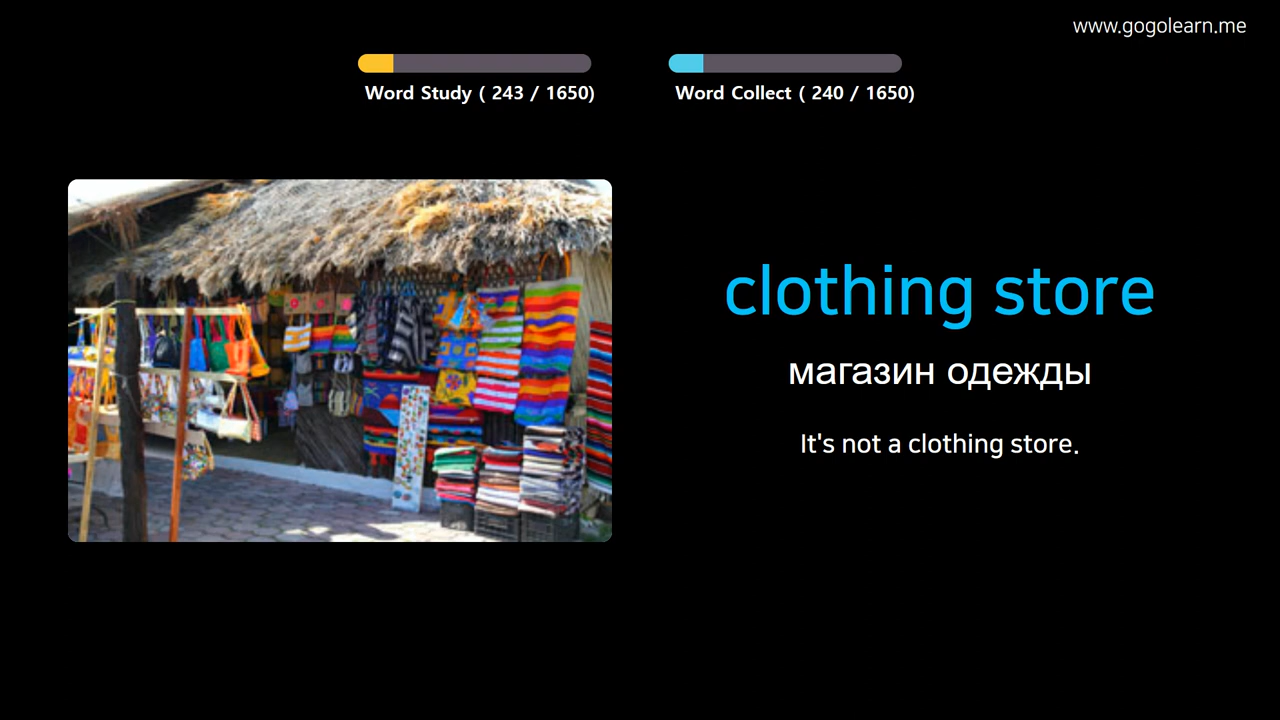 www.gogolearn.me
Word Study ( 243 / 1650)
Word Collect ( 240 / 1650)
clothing store
магазин одежды
It's not a clothing store.